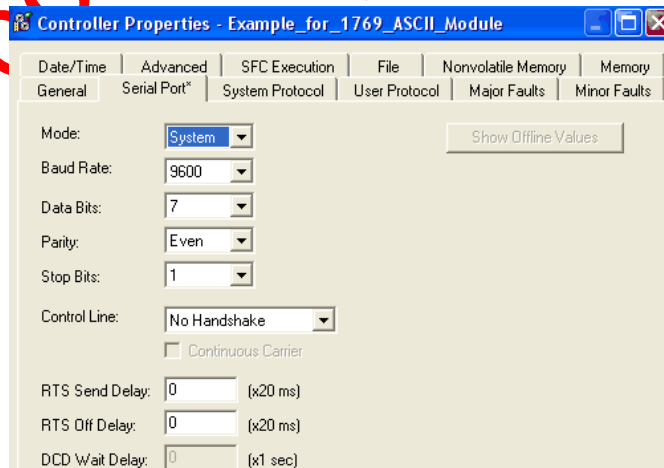 Controller Properties - Example_for_1769_ASCII_Module
Date/Time Advanced SFC Execution File Nonvolatile Memory Memory
General Serial Port* System Protocol User Protocol Major Faults Minor Faults
Mode: System Show Offline Values
Baud Rate: 9600
Data Bits: 7
Parity: Even
Stop Bits: 1
Control Line: No Handshake
Continuous Carrier
RTS Send Delay: 0 (x20 ms)
RTS Off Delay: 0 (x20 ms)
DCD Wait Delay: 0 (x1 sec)